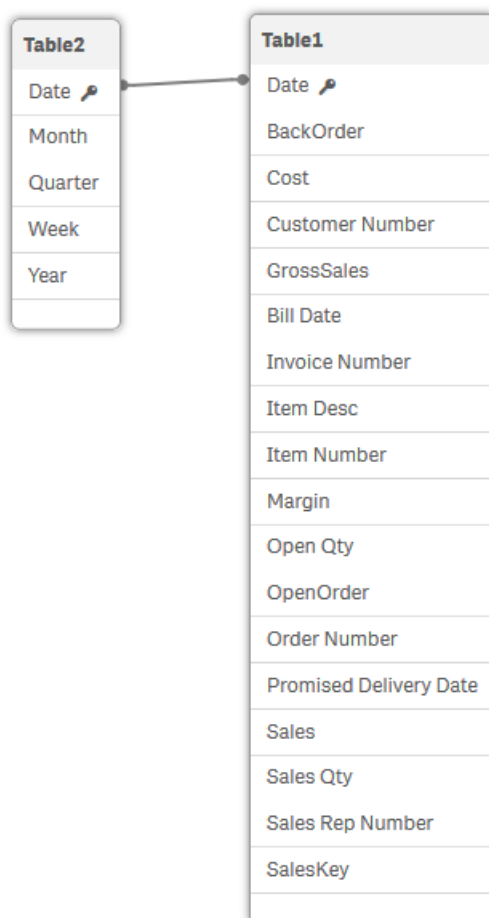 Table2
Date
Month
Quarter
Week
Year
Table1
Date
BackOrder
Cost
Customer Number
GrossSales
Bill Date
Invoice Number
Item Desc
Item Number
Margin
Open Qty
OpenOrder
Order Number
Promised Delivery Date
Sales
Sales Qty
Sales Rep Number
SalesKey